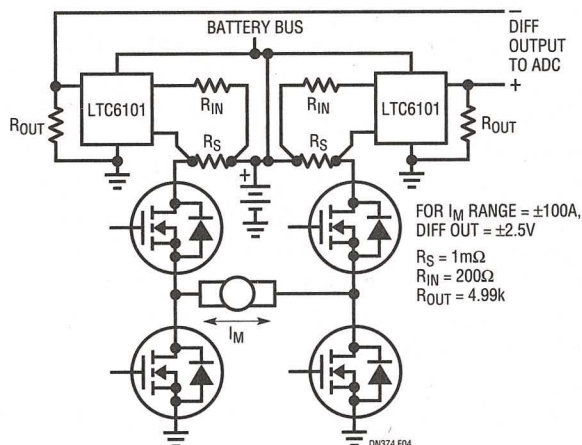 BATTERY BUS
−
DIFF
OUTPUT
TO ADC
+
LTC6101
RIN
RIN
LTC6101
ROUT
RS
RS
ROUT
+
FOR IM RANGE = ±100A,
DIFF OUT = ±2.5V
RS = 1mΩ
RIN = 200Ω
ROUT = 4.99k
IM
DN374 F04